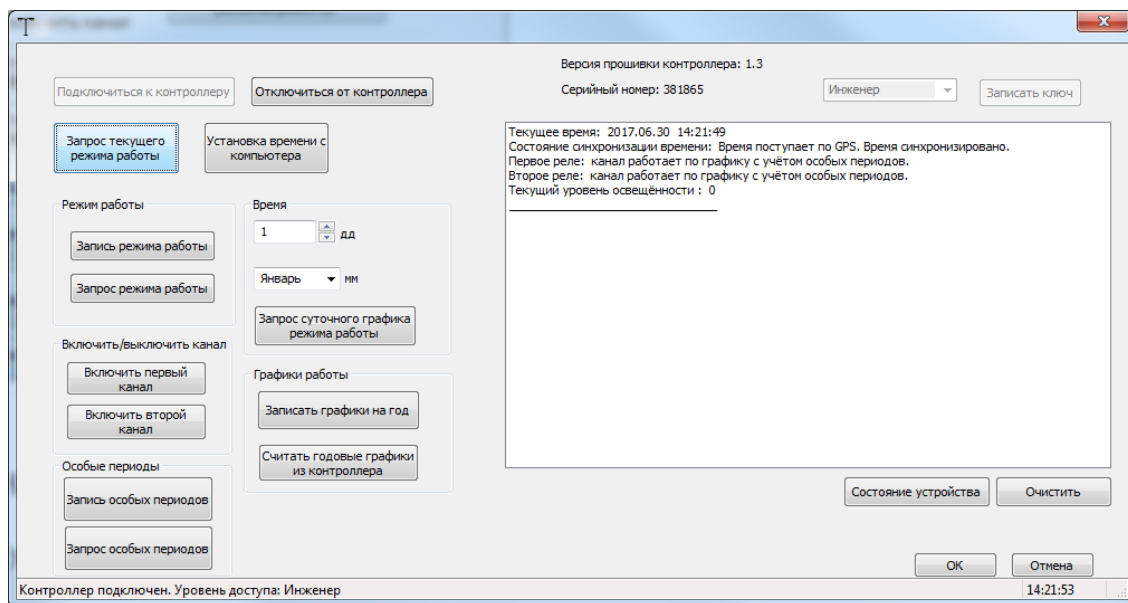 Версия прошивки контроллера: 1.3
Подключиться к контроллеру
Отключиться от контроллера
Серийный номер: 381865
Инженер
Записать ключ
Запрос текущего
режима работы
Установка времени с
компьютера
Текущее время: 2017.06.30 14:21:49
Состояние синхронизации времени: Время поступает по GPS. Время синхронизировано.
Первое реле: канал работает по графику с учётом особых периодов.
Второе реле: канал работает по графику с учётом особых периодов.
Текущий уровень освещённости : 0
Режим работы
Запись режима работы
Запрос режима работы
Время
1
дд
Январь
мм
Запрос суточного графика
режима работы
Включить/выключить канал
Включить первый
канал
Включить второй
канал
Графики работы
Записать графики на год
Считать годовые графики
из контроллера
Особые периоды
Запись особых периодов
Запрос особых периодов
Состояние устройства
Очистить
ОК
Отмена
Контроллер подключен. Уровень доступа: Инженер
14:21:53